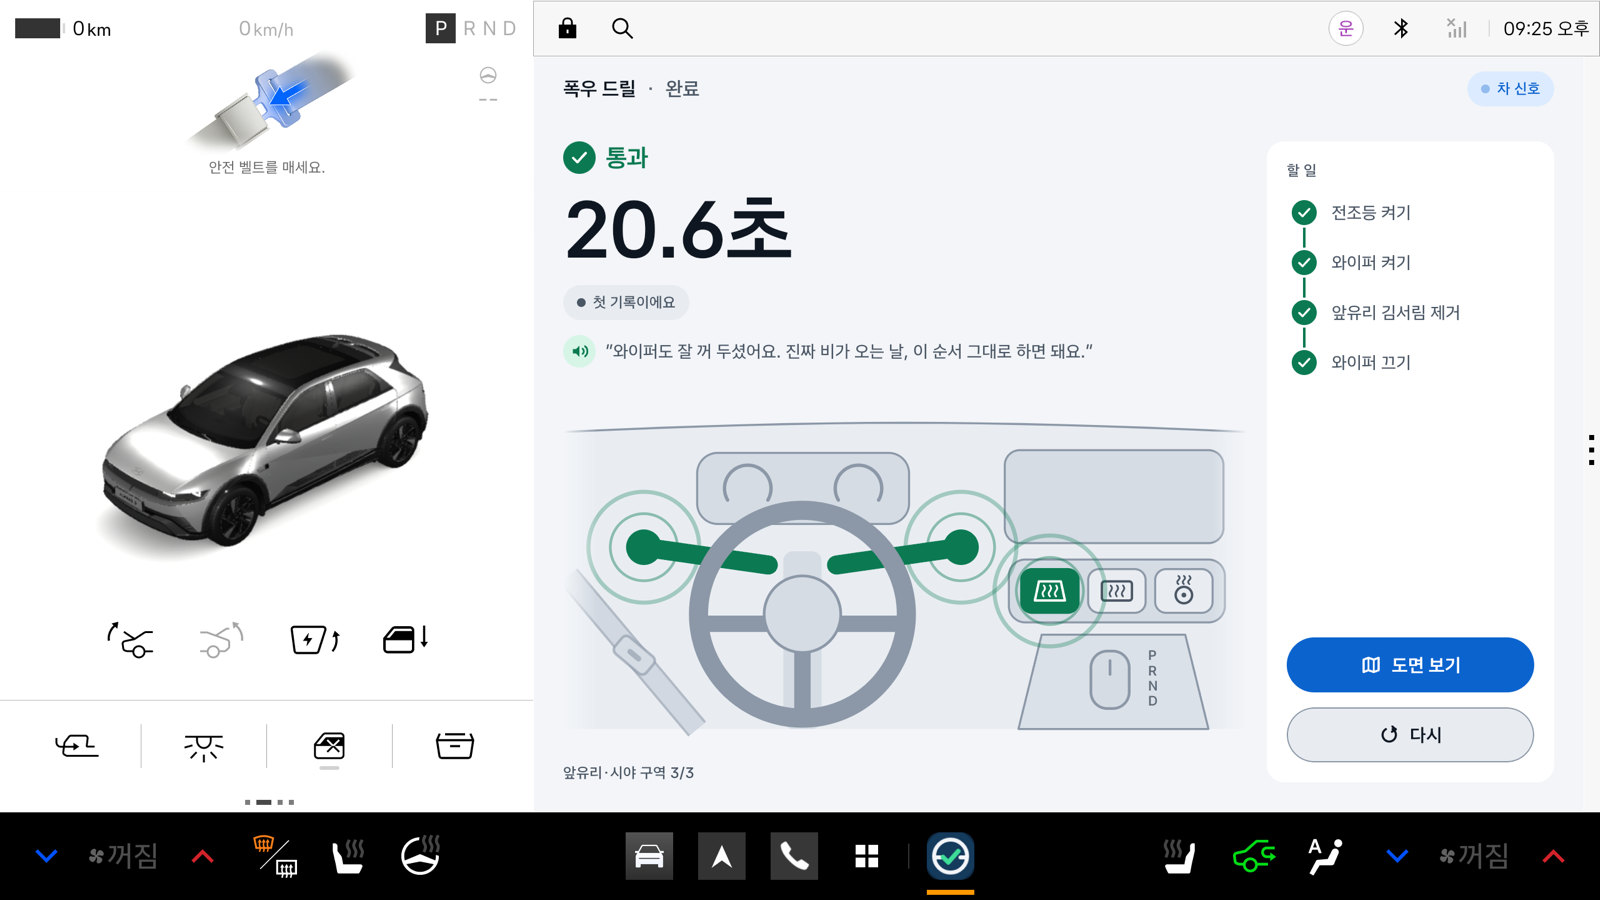 0km
0km/h
P R N D
안전 벨트를 매세요.
운
09:25 오후
폭우 드릴 · 완료
차 신호
통과
20.6초
첫 기록이에요
"와이퍼도 잘 꺼 두셨어요. 진짜 비가 오는 날, 이 순서 그대로 하면 돼요."
할 일
전조등 켜기
와이퍼 켜기
앞유리 김서림 제거
와이퍼 끄기
P
R
N
D
도면 보기
다시
앞유리·시야 구역 3/3
꺼짐
A
꺼짐